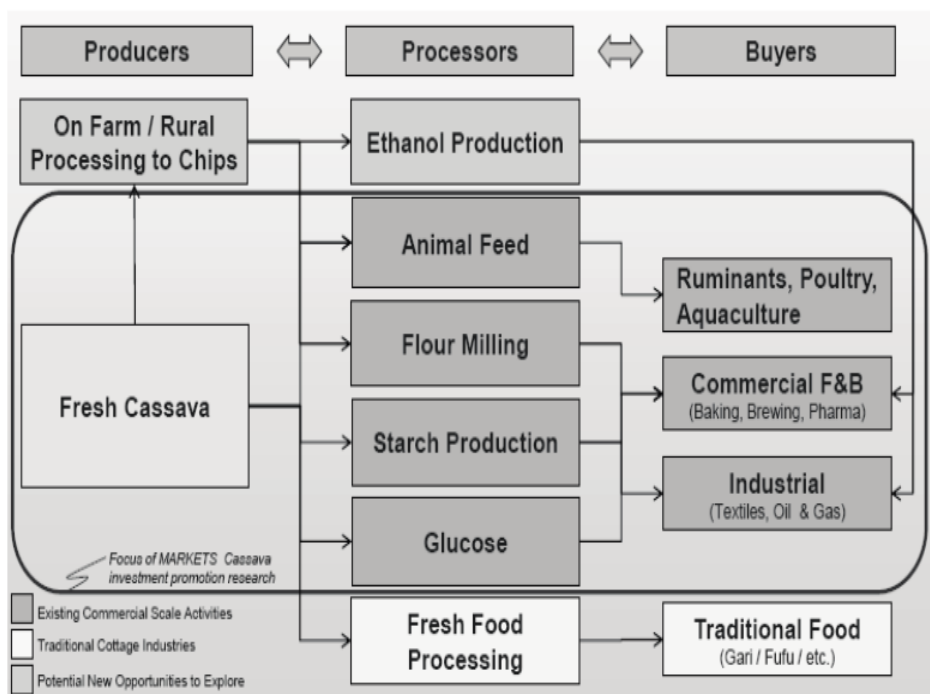 Producers
Processors
Buyers
On Farm / Rural
Processing to Chips
Ethanol Production
Animal Feed
Ruminants, Poultry,
Aquaculture
Flour Milling
Fresh Cassava
Commercial F&B
(Baking, Brewing, Pharma)
Starch Production
Industrial
(Textiles, Oil & Gas)
Glucose
Focus of MARKETS Cassava
investment promotion research
Existing Commercial Scale Activities
Traditional Cottage Industries
Potential New Opportunities to Explore
Fresh Food
Processing
Traditional Food
(Gari / Fufu / etc.)